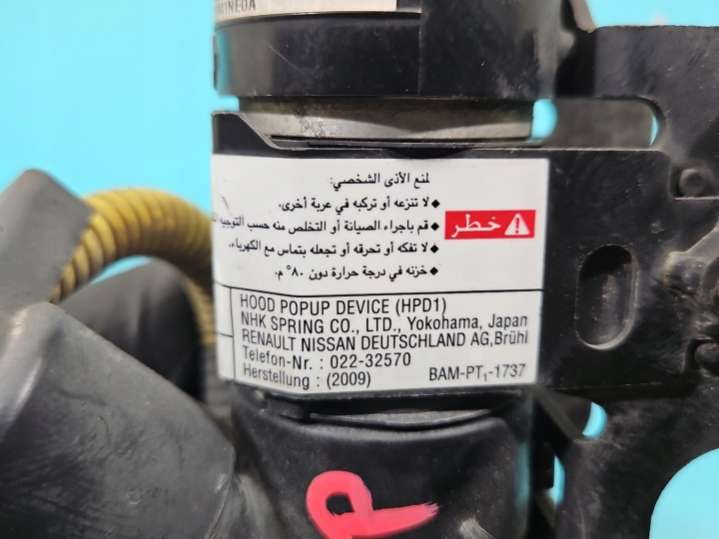 لمنع الأذى الشخصي:
خطر
◆ لا تنزعه أو تركبه في عربة أخرى.
◆ قم باجراء الصيانة أو التخلص منه حسب التوجيه
◆ لا تفكه أو تحرقه أو تجعله بتماس مع الكهرباء.
◆ خزنه في درجة حرارة دون ٨٠° م.
HOOD POPUP DEVICE (HPD1)
NHK SPRING CO., LTD., Yokohama, Japan
RENAULT NISSAN DEUTSCHLAND AG,Brühl
Telefon-Nr. : 022-32570
Herstellung : (2009) BAM-PT₁-1737
P